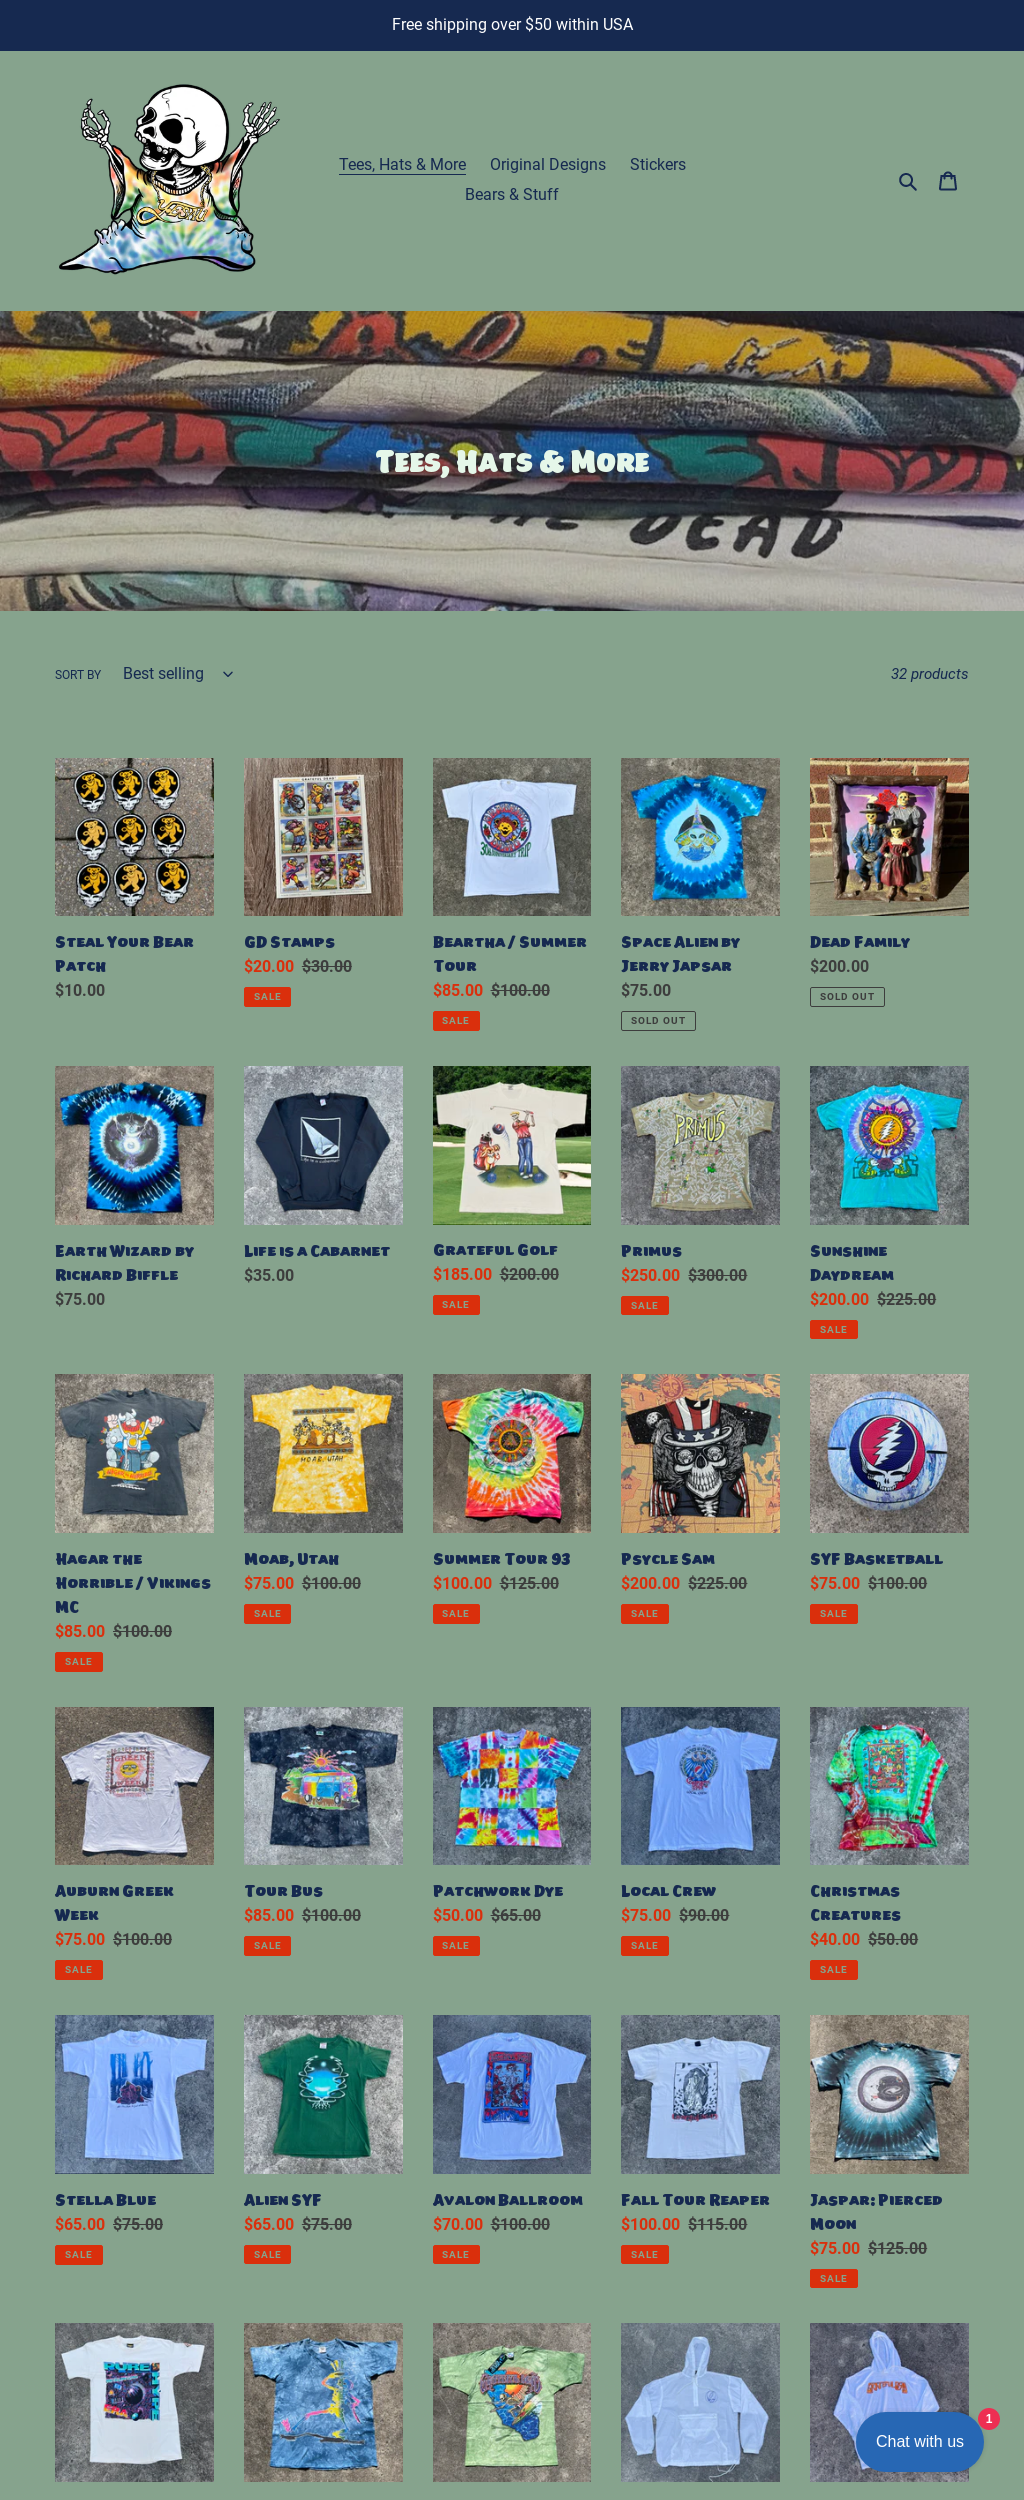 Free shipping over $50 within USA
Yeshu
Tees, Hats & More
Original Designs
Stickers
Bears & Stuff
Tees, Hats & More
THE DEAD
SORT BY
Best selling
32 products
Steal Your Bear
Patch
$10.00
GD Stamps
$20.00 $30.00
SALE
Beartha / Summer
Tour
$85.00 $100.00
SALE
Space Alien by
Jerry Japsar
$75.00
SOLD OUT
Dead Family
$200.00
SOLD OUT
Earth Wizard by
Richard Biffle
$75.00
Life is a Cabarnet
$35.00
Grateful Golf
$185.00 $200.00
SALE
PRIMUS
Primus
$250.00 $300.00
SALE
Sunshine
Daydream
$200.00 $225.00
SALE
Hagar the
Horrible / Vikings
MC
$85.00 $100.00
SALE
MOAB, UTAH
Moab, Utah
$75.00 $100.00
SALE
Summer Tour 93
$100.00 $125.00
SALE
Psycle Sam
$200.00 $225.00
SALE
SYF Basketball
$75.00 $100.00
SALE
GREEK
WEEK
Auburn Greek
Week
$75.00 $100.00
SALE
Tour Bus
$85.00 $100.00
SALE
Patchwork Dye
$50.00 $65.00
SALE
Local Crew
$75.00 $90.00
SALE
Christmas
Creatures
$40.00 $50.00
SALE
Stella Blue
$65.00 $75.00
SALE
Alien SYF
$65.00 $75.00
SALE
Avalon Ballroom
$70.00 $100.00
SALE
Fall Tour Reaper
$100.00 $115.00
SALE
Jaspar: Pierced
Moon
$75.00 $125.00
SALE
Chat with us
1